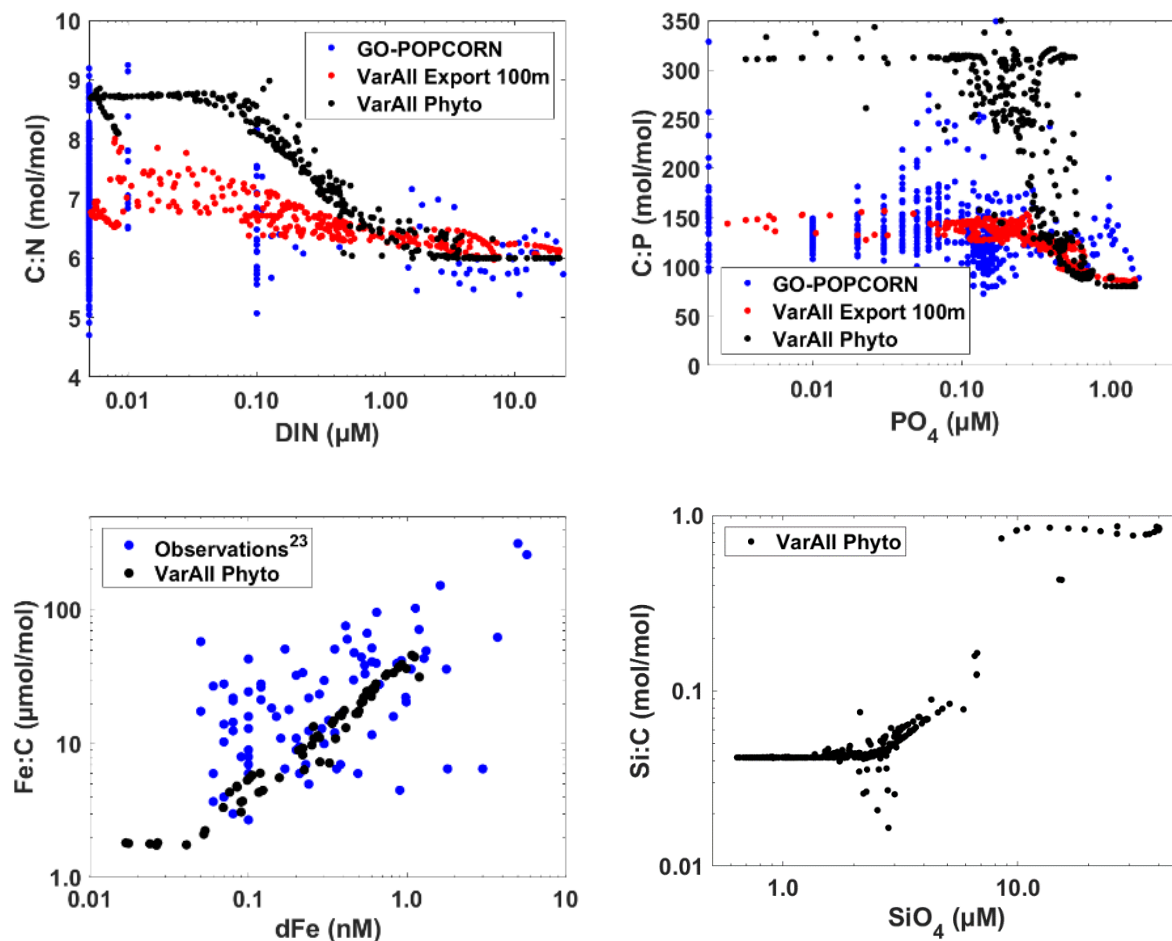 10
9
8
7
6
5
4
C:N (mol/mol)
GO-POPCORN
VarAll Export 100m
VarAll Phyto
0.01 0.10 1.00 10.0
DIN (µM)
350
300
250
200
150
100
50
0
C:P (mol/mol)
GO-POPCORN
VarAll Export 100m
VarAll Phyto
0.01 0.10 1.00
PO4 (µM)
100
10
1.0
Fe:C (µmol/mol)
Observations23
VarAll Phyto
0.01 0.1 1.0 10
dFe (nM)
1.0
0.1
0.01
Si:C (mol/mol)
VarAll Phyto
1.0 10.0
SiO4 (µM)